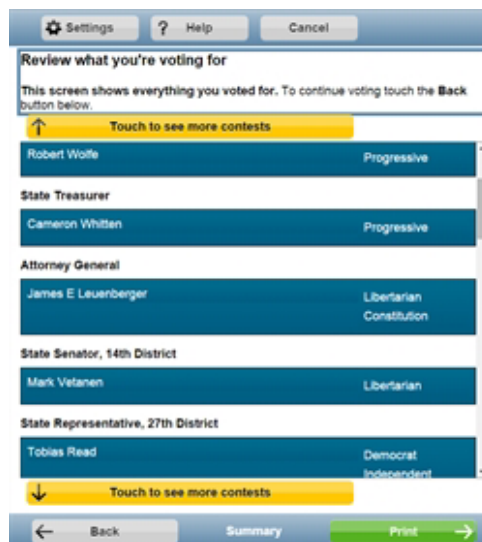 Settings ? Help Cancel
Review what you're voting for
This screen shows everything you voted for. To continue voting touch the Back
button below.
Touch to see more contests
Robert Wolfe Progressive
State Treasurer
Cameron Whitten Progressive
Attorney General
James E Leuenberger Libertarian
Constitution
State Senator, 14th District
Mark Vetanen Libertarian
State Representative, 27th District
Tobias Read Democrat
Independent
Touch to see more contests
Back Summary Print